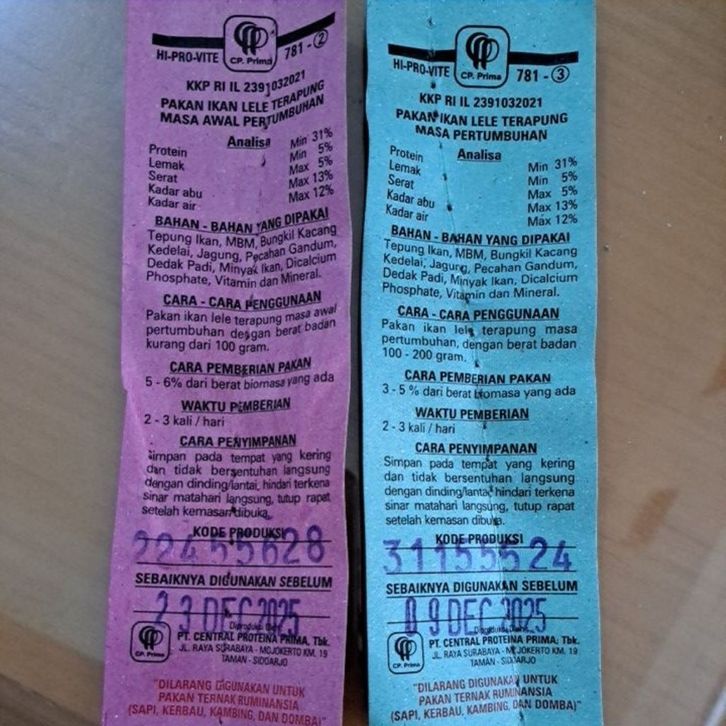 HI-PRO-VITE
CP. Prima
781 - 2
KKP RI IL 2391032021
PAKAN IKAN LELE TERAPUNG
MASA AWAL PERTUMBUHAN
Analisa
Protein Min 31%
Lemak Min 5%
Serat Max 5%
Kadar abu Max 13%
Kadar air Max 12%
BAHAN - BAHAN YANG DIPAKAI
Tepung Ikan, MBM, Bungkil Kacang
Kedelai, Jagung, Pecahan Gandum,
Dedak Padi, Minyak Ikan, Dicalcium
Phosphate, Vitamin dan Mineral.
CARA - CARA PENGGUNAAN
Pakan ikan lele terapung masa awal
pertumbuhan dengan berat badan
kurang dari 100 gram.
CARA PEMBERIAN PAKAN
5 - 6% dari berat biomasa yang ada
WAKTU PEMBERIAN
2 - 3 kali / hari
CARA PENYIMPANAN
Simpan pada tempat yang kering
dan tidak bersentuhan langsung
dengan dinding/lantai, hindari terkena
sinar matahari langsung, tutup rapat
setelah kemasan dibuka.
KODE PRODUKSI
22455628
SEBAIKNYA DIGUNAKAN SEBELUM
23 DEC 2025
Diproduksi Oleh:
CP. Prima
PT. CENTRAL PROTEINA PRIMA, Tbk.
JL. RAYA SURABAYA - MOJOKERTO KM. 19
TAMAN - SIDOARJO
"DILARANG DIGUNAKAN UNTUK
PAKAN TERNAK RUMINANSIA
(SAPI, KERBAU, KAMBING, DAN DOMBA)"
HI-PRO-VITE
CP. Prima
781 - 3
KKP RI IL 2391032021
PAKAN IKAN LELE TERAPUNG
MASA PERTUMBUHAN
Analisa
Protein Min 31%
Lemak Min 5%
Serat Max 5%
Kadar abu Max 13%
Kadar air Max 12%
BAHAN - BAHAN YANG DIPAKAI
Tepung Ikan, MBM, Bungkil Kacang
Kedelai, Jagung, Pecahan Gandum,
Dedak Padi, Minyak Ikan, Dicalcium
Phosphate, Vitamin dan Mineral.
CARA - CARA PENGGUNAAN
Pakan ikan lele terapung masa
pertumbuhan, dengan berat badan
100 - 200 gram.
CARA PEMBERIAN PAKAN
3 - 5 % dari berat biomasa yang ada
WAKTU PEMBERIAN
2 - 3 kali / hari
CARA PENYIMPANAN
Simpan pada tempat yang kering
dan tidak bersentuhan langsung
dengan dinding/lantai, hindari terkena
sinar matahari langsung, tutup rapat
setelah kemasan dibuka.
KODE PRODUKSI
31155524
SEBAIKNYA DIGUNAKAN SEBELUM
09 DEC 2025
Diproduksi Oleh:
CP. Prima
PT. CENTRAL PROTEINA PRIMA, Tbk.
JL. RAYA SURABAYA - MOJOKERTO KM. 19
TAMAN - SIDOARJO
"DILARANG DIGUNAKAN UNTUK
PAKAN TERNAK RUMINANSIA
(SAPI, KERBAU, KAMBING, DAN DOMBA)"